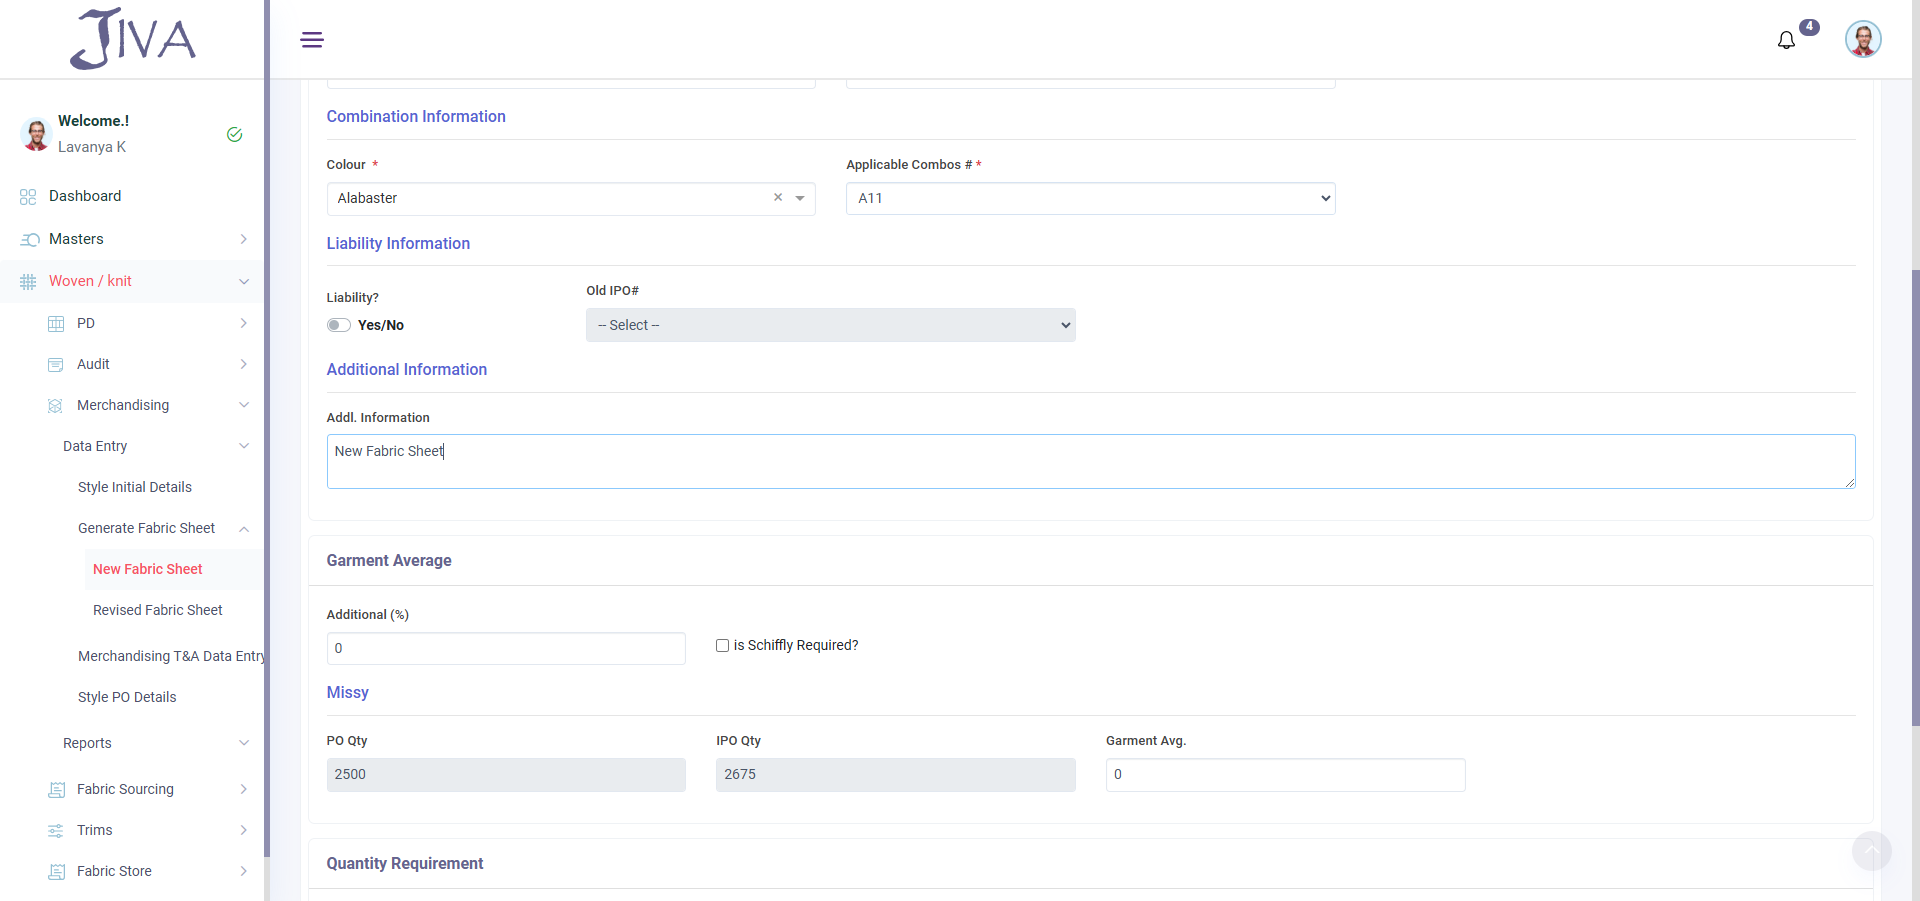 JIVA
4
Welcome.!
Lavanya K
Dashboard
Masters
Woven / knit
PD
Audit
Merchandising
Data Entry
Style Initial Details
Generate Fabric Sheet
New Fabric Sheet
Revised Fabric Sheet
Merchandising T&A Data Entry
Style PO Details
Reports
Fabric Sourcing
Trims
Fabric Store
Combination Information
Colour *
Applicable Combos # *
Alabaster
A11
Liability Information
Liability?
Old IPO#
Yes/No
-- Select --
Additional Information
Addl. Information
New Fabric Sheet
Garment Average
Additional (%)
0
is Schiffly Required?
Missy
PO Qty
IPO Qty
Garment Avg.
2500
2675
0
Quantity Requirement